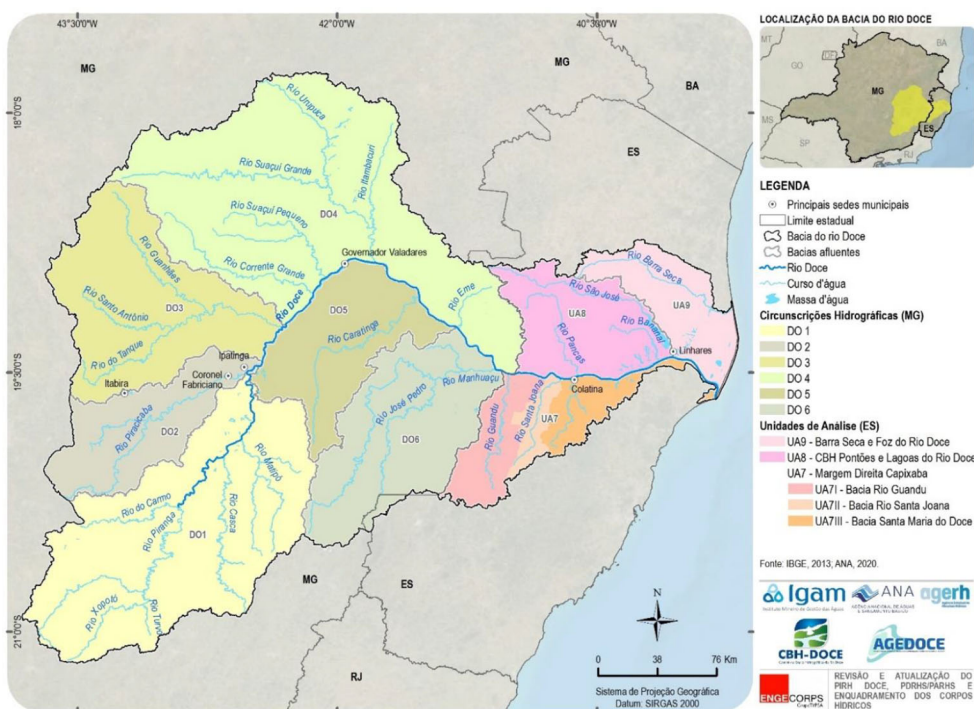 43°30'0"S
42°0'0"S
40°30'0"S
18°0'0"S
19°30'0"S
21°0'0"S
MG
MG
BA
ES
MG
ES
RJ
Rio Urupuca
Rio Suaçuí Grande
Rio Itambacuri
Rio Suaçuí Pequeno
DO4
Rio Corrente Grande
Governador Valadares
Rio Guanhães
DO3
Rio Santo Antônio
Rio do Tanque
Rio Doce
DO5
Rio Caratinga
Rio Eme
Rio Barra Seca
Rio São José
UA9
UA8
Rio Bananal
Rio Pancas
Linhares
Ipatinga
Coronel
Fabriciano
Itabira
Rio Piracicaba
DO2
Rio José Pedro
Rio Manhuaçu
DO6
Colatina
Rio Guandu
Rio Santa Joana
UA7
Rio Matipó
Rio Casca
Rio do Carmo
Rio Piranga
DO1
Rio Xopotó
Rio Turvo
N
0 38 76 Km
Sistema de Projeção Geográfica
Datum: SIRGAS 2000
LOCALIZAÇÃO DA BACIA DO RIO DOCE
MT
DF
BA
GO
MG
MS
ES
SP
RJ
LEGENDA
Principais sedes municipais
Limite estadual
Bacia do rio Doce
Bacias afluentes
Rio Doce
Curso d'água
Massa d'água
Circunscrições Hidrográficas (MG)
DO 1
DO 2
DO 3
DO 4
DO 5
DO 6
Unidades de Análise (ES)
UA9 - Barra Seca e Foz do Rio Doce
UA8 - CBH Pontões e Lagoas do Rio Doce
UA7 - Margem Direita Capixaba
UA7I - Bacia Rio Guandu
UA7II - Bacia Rio Santa Joana
UA7III - Bacia Santa Maria do Doce
Fonte: IBGE, 2013, ANA, 2020.
Igam
ANA
agerh
CBH-DOCE
AGEDOCE
ENGECORPS
REVISÃO E ATUALIZAÇÃO DO
PIRH DOCE, PDRHS/PARHS E
ENQUADRAMENTO DOS CORPOS
HÍDRICOS